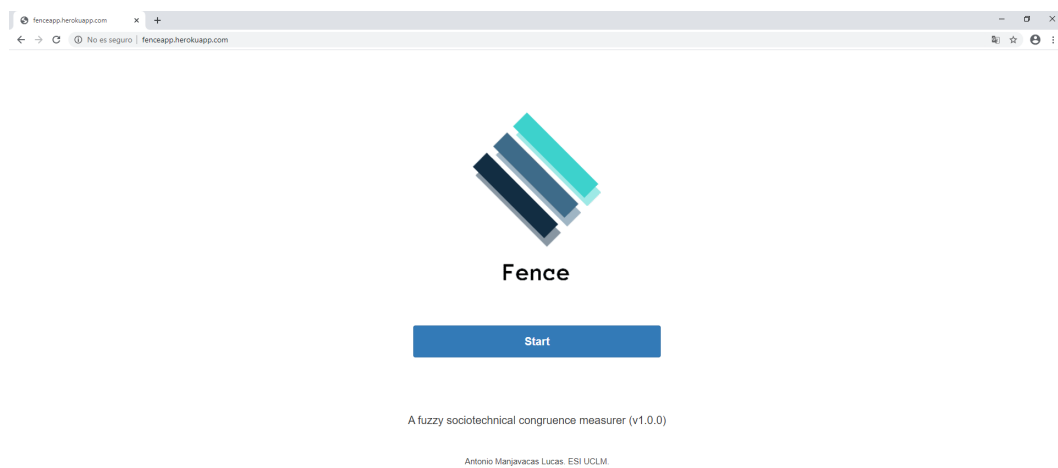 fenceapp.herokuapp.com
No es seguro | fenceapp.herokuapp.com
Fence
Start
A fuzzy sociotechnical congruence measurer (v1.0.0)
Antonio Manjavacas Lucas. ESI UCLM.